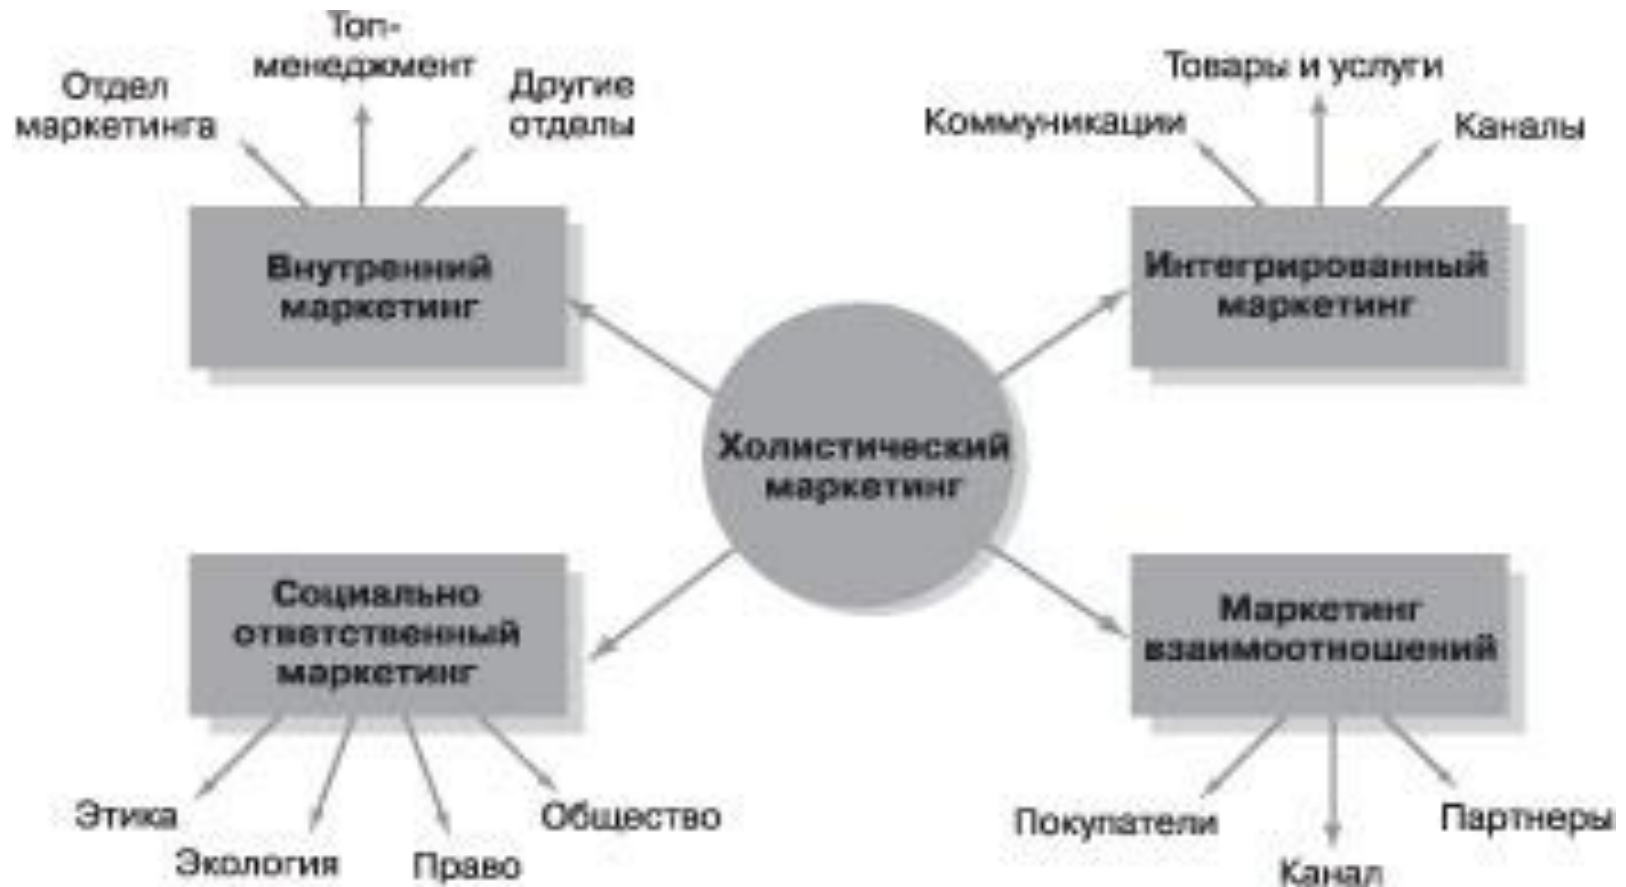 Топ-
менеджмент
Отдел
маркетинга
Другие
отделы
Внутренний
маркетинг
Товары и услуги
Коммуникации
Каналы
Интегрированный
маркетинг
Холистический
маркетинг
Социально
ответственный
маркетинг
Этика
Экология
Право
Общество
Маркетинг
взаимоотношений
Покупатели
Канал
Партнеры